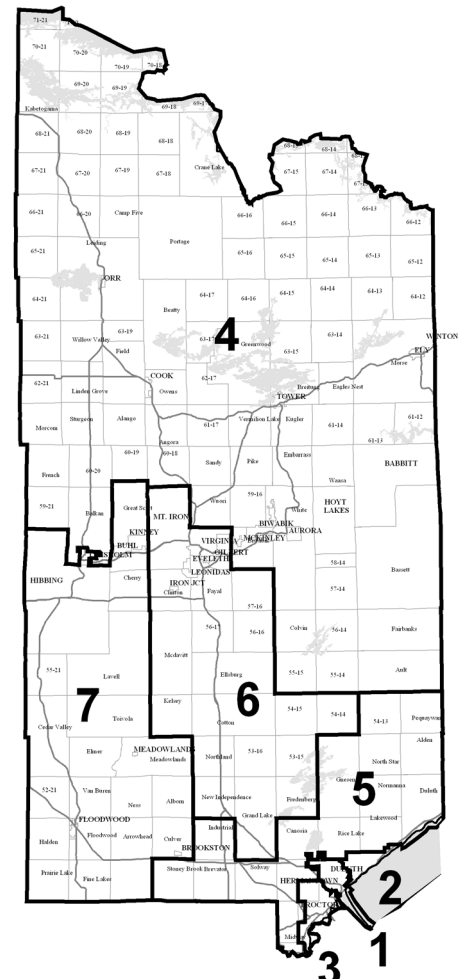 71-21
70-21
70-20
70-19
70-18
69-20
69-18
69-17
Kabetogama
68-21
68-20
68-19
68-18
68-14
Crane Lake
67-21
67-20
67-19
67-18
67-15
67-14
66-21
66-20
Camp Five
66-16
66-15
66-14
66-13
66-12
65-21
Leiding
Portage
65-16
65-15
65-14
65-13
65-12
ORR
64-21
Beatty
64-17
64-16
64-15
64-14
64-13
64-12
4
63-21
Willow Valley
63-19
Field
63-17
Greenwood
63-15
63-14
WINTON
ELY
Morse
62-21
Linden Grove
COOK
Owens
62-17
Breitung
Eagles Nest
TOWER
Morcom
Sturgeon
Alango
61-17
Vermilion Lake
Kugler
61-14
61-12
61-13
Angora
French
60-20
60-19
60-18
Sandy
Pike
Embarrass
Waasa
BABBITT
59-21
Balkan
Great Scott
MT. IRON
Wuori
59-16
White
HOYT
LAKES
KINNEY
BUHL
VIRGINIA
BIWABIK
MCKINLEY
AURORA
GILBERT
EVELETH
LEONIDAS
HIBBING
Cherry
IRON JCT
Clinton
Fayal
58-14
57-14
Bassett
57-16
56-17
56-16
Colvin
56-14
Fairbanks
55-21
Lavell
Mcdavitt
Ellsburg
55-15
55-14
Ault
7
6
Kelsey
Cedar Valley
Toivola
Cotton
54-15
54-14
54-13
Pequaywan
Alden
Elmer
MEADOWLANDS
Meadowlands
Northland
53-16
53-15
North Star
5
Gnesen
Normanna
Duluth
52-21
Van Buren
Ness
Alborn
New Independence
Fredenberg
Grand Lake
Lakewood
FLOODWOOD
Floodwood
Arrowhead
Culver
Industrial
Canosia
Rice Lake
Halden
BROOKSTON
Prairie Lake
Fine Lakes
Stoney Brook
Brevator
Solway
DULUTH
HERMANTOWN
2
PROCTOR
1
3